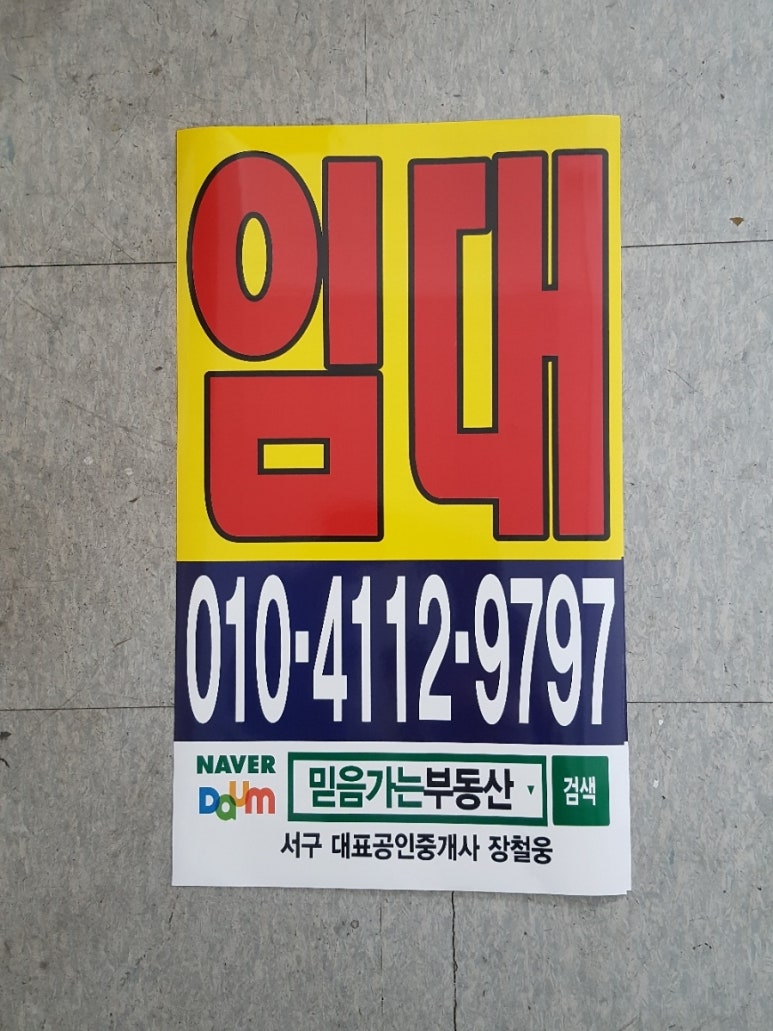 임대
010-4112-9797
NAVER
Daum
믿음가는부동산 검색
서구 대표공인중개사 장철웅